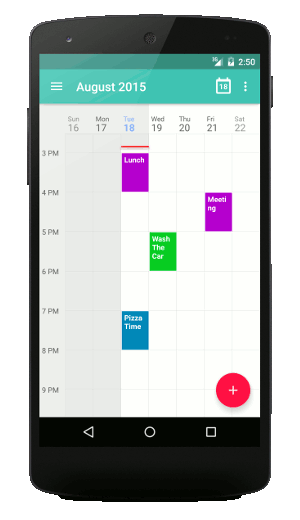 2:50
August 2015
18
Sun Mon Tue Wed Thu Fri Sat
16 17 18 19 20 21 22
3 PM
Lunch
4 PM
Meeti
ng
5 PM
Wash
The
Car
6 PM
7 PM
Pizza
Time
8 PM
9 PM
+